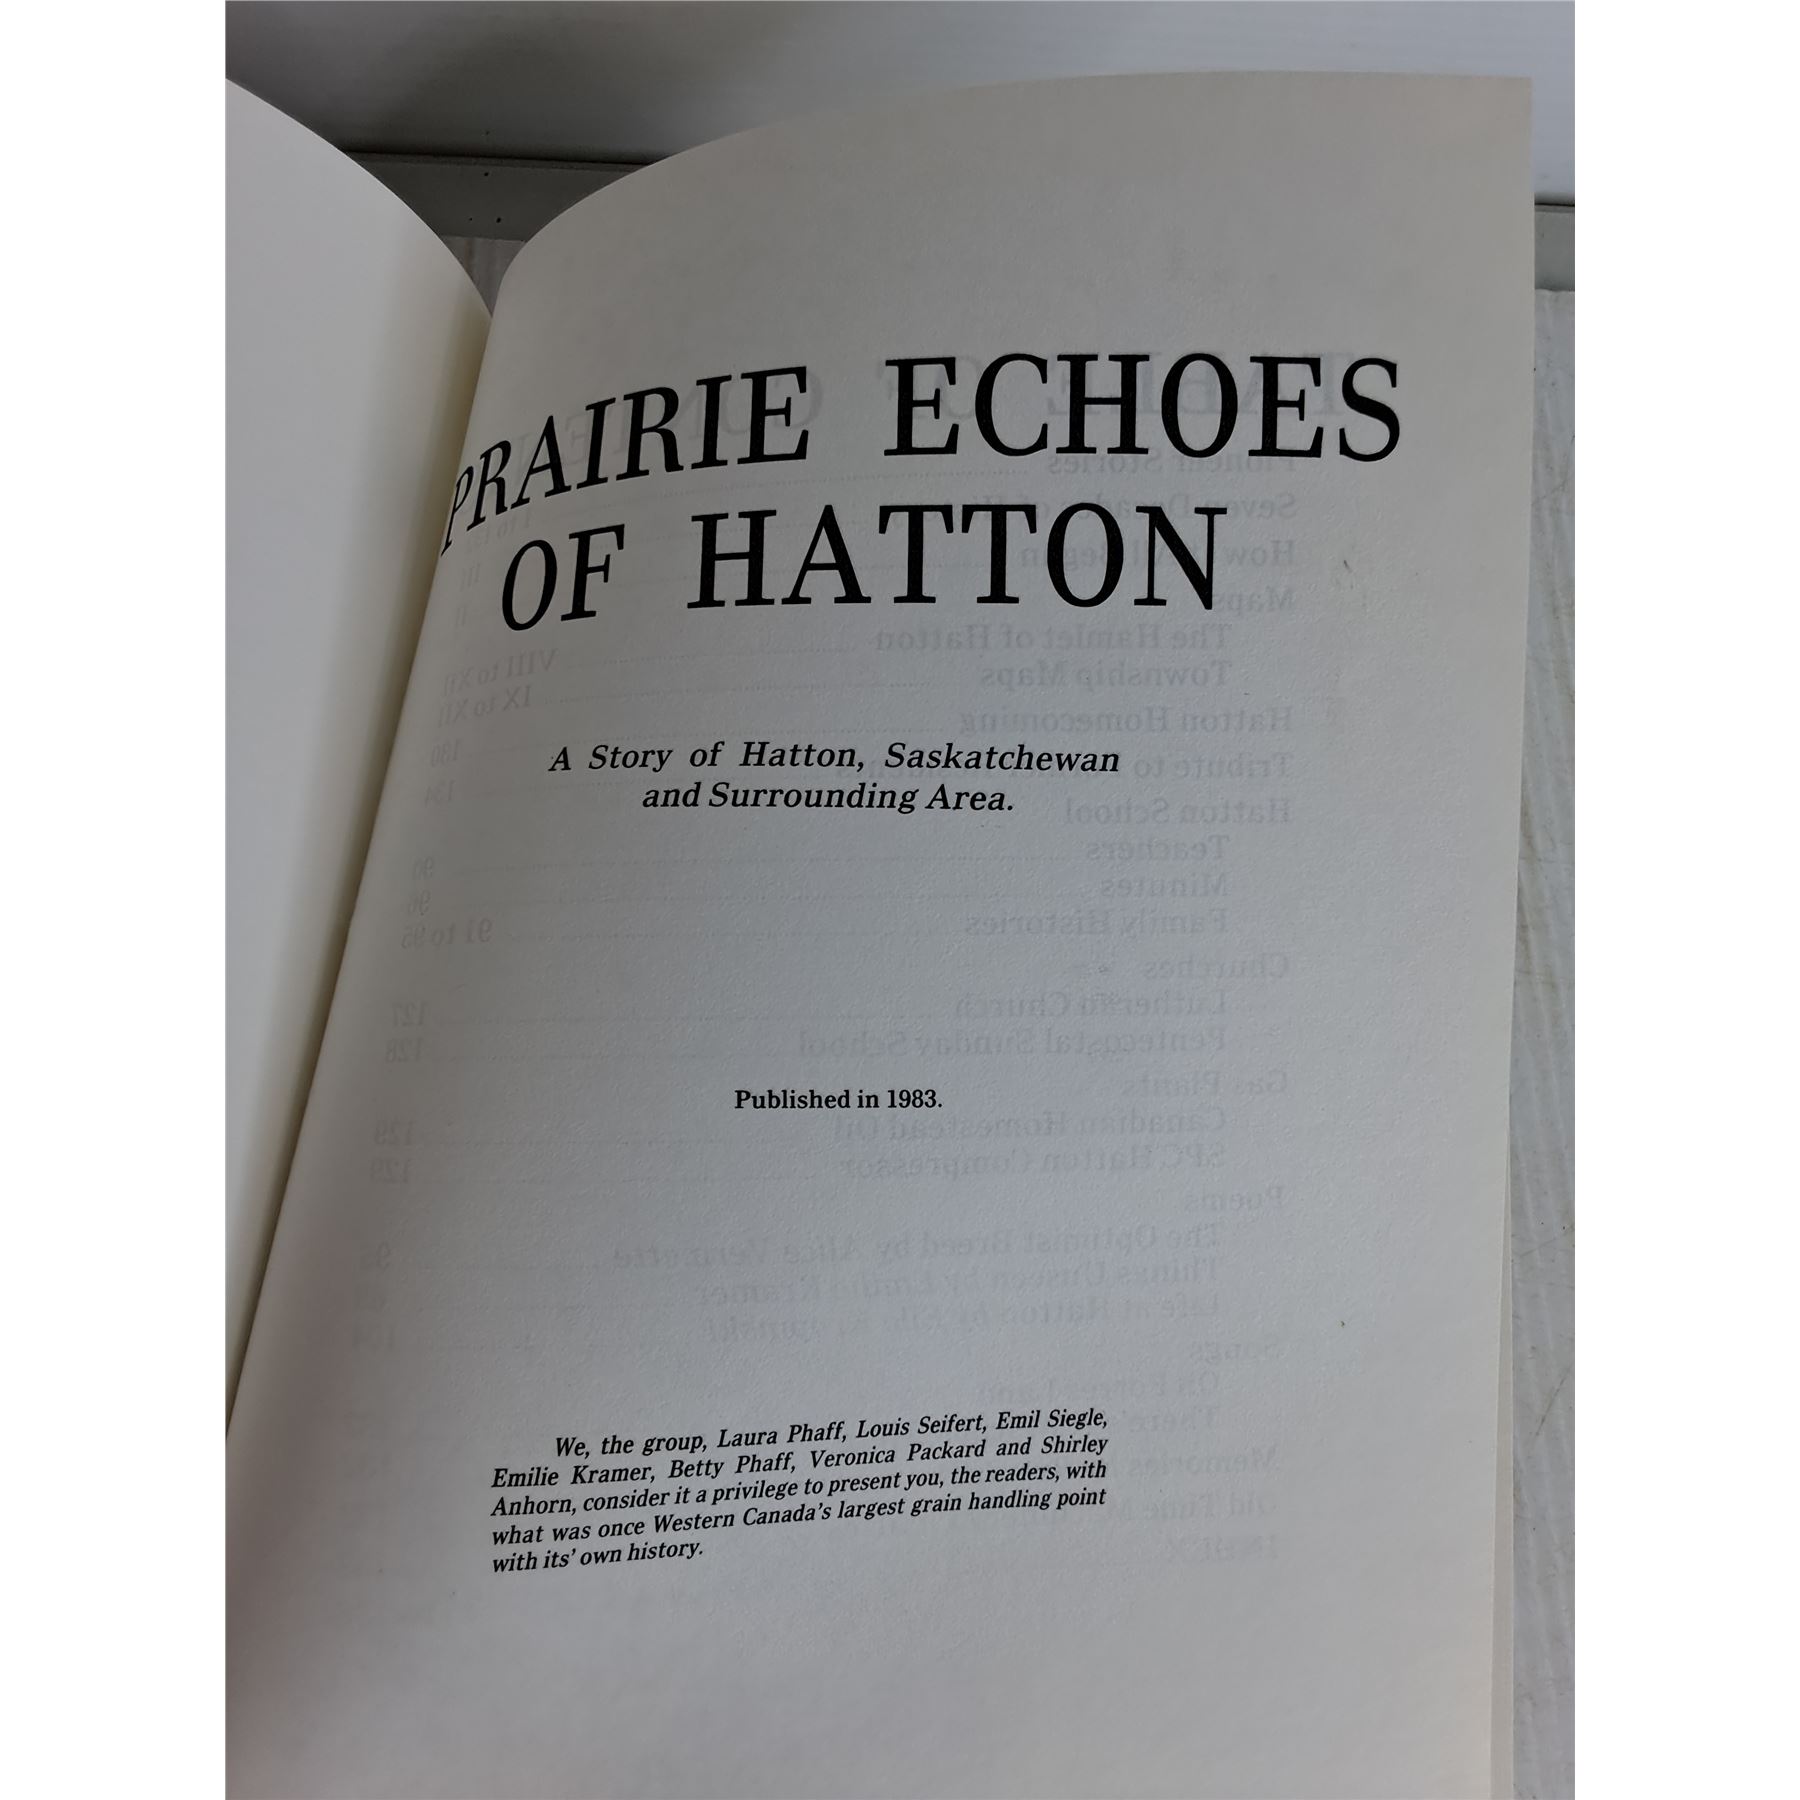 PRAIRIE ECHOES
OF HATTON
A Story of Hatton, Saskatchewan
and Surrounding Area.
Published in 1983.
We, the group, Laura Phaff, Louis Seifert, Emil Siegle,
Emilie Kramer, Betty Phaff, Veronica Packard and Shirley
Anhorn, consider it a privilege to present you, the readers, with
what was once Western Canada's largest grain handling point
with its' own history.